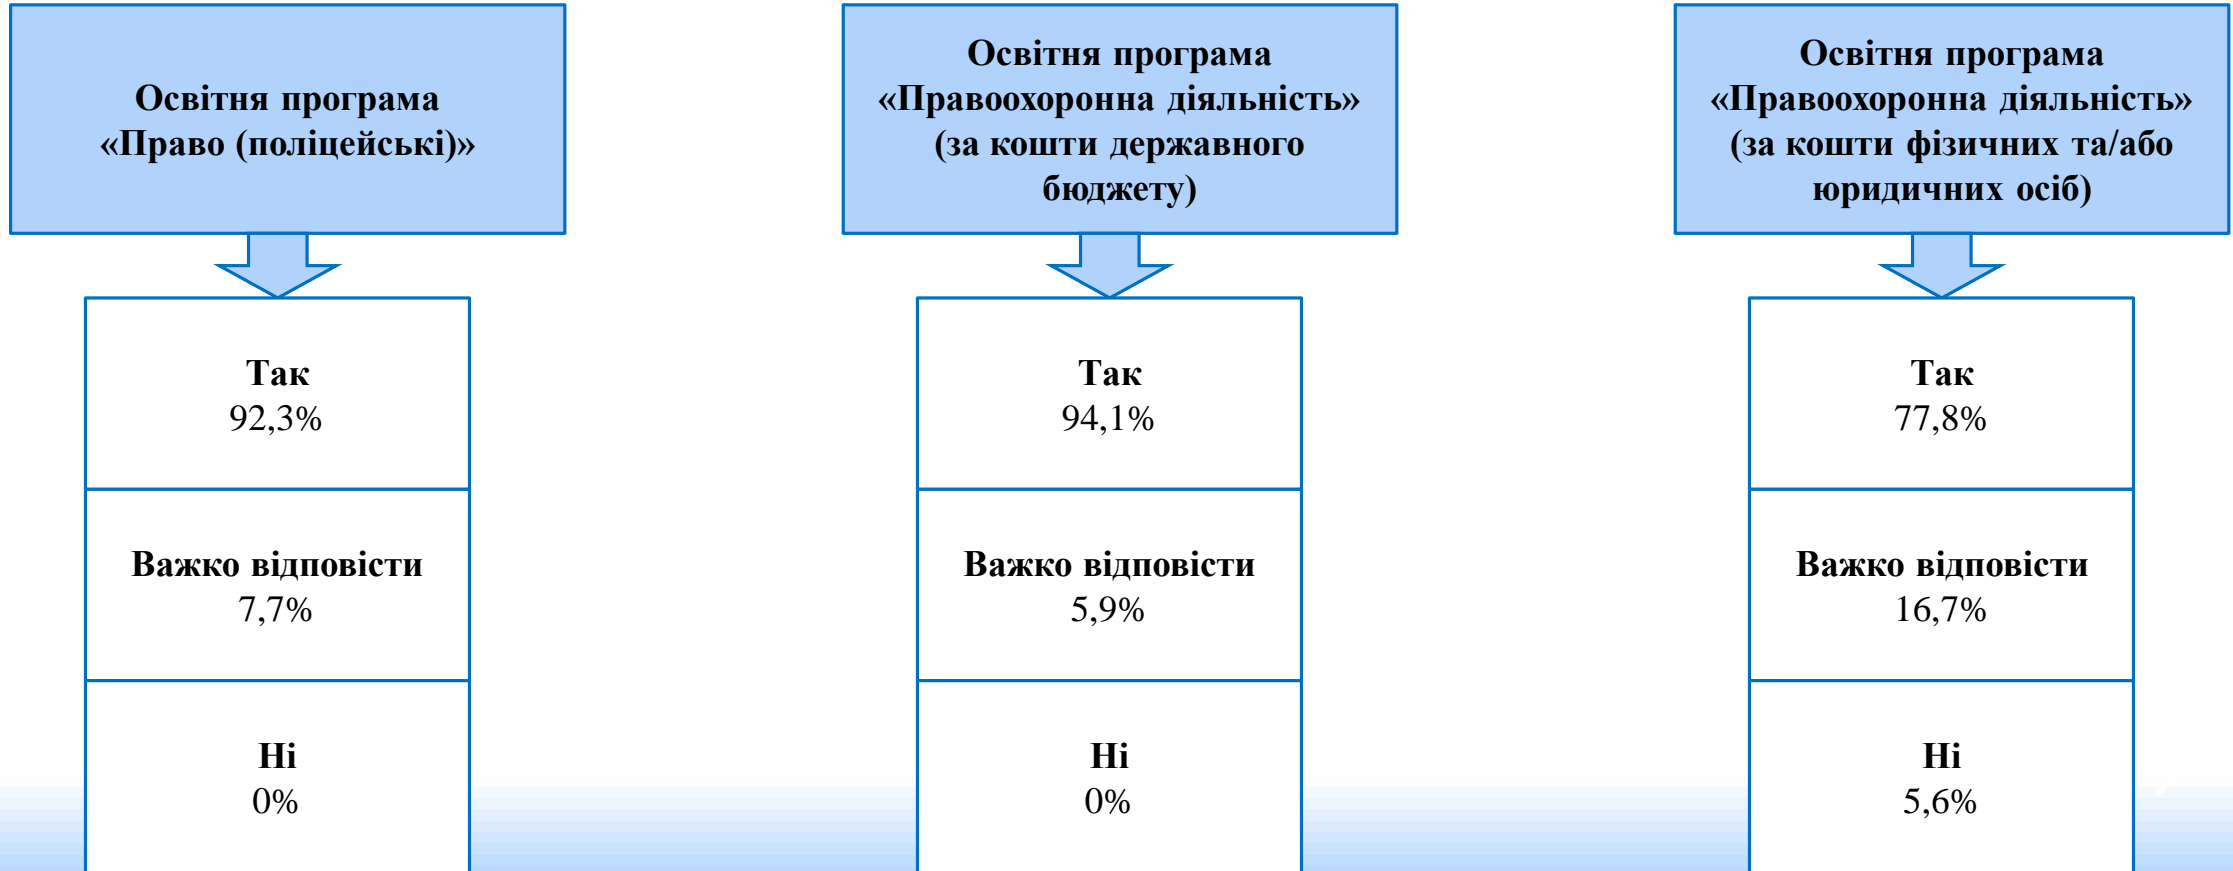 Освітня програма
«Право (поліцейські)»
Так
92,3%
Важко відповісти
7,7%
Ні
0%
Освітня програма
«Правоохоронна діяльність»
(за кошти державного
бюджету)
Так
94,1%
Важко відповісти
5,9%
Ні
0%
Освітня програма
«Правоохоронна діяльність»
(за кошти фізичних та/або
юридичних осіб)
Так
77,8%
Важко відповісти
16,7%
Ні
5,6%